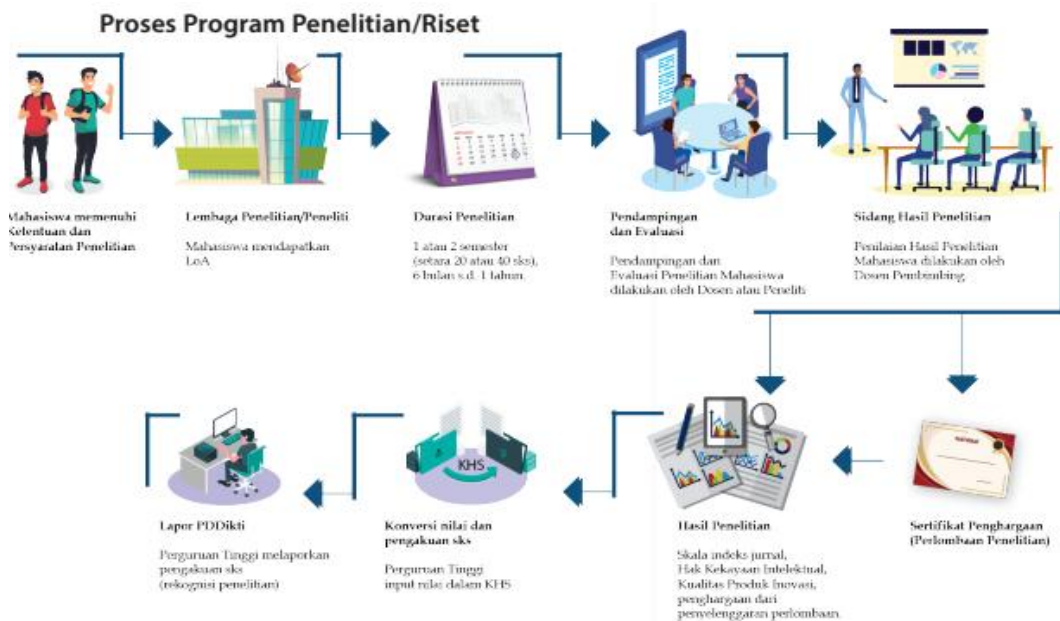 Proses Program Penelitian/Riset
Mahasiswa memenuhi
Ketentuan dan
Persyaratan Penelitian
Lembaga Penelitian/Peneliti
Mahasiswa mendapatkan
LoA
Durasi Penelitian
1 atau 2 semester
(setara 20 atau 40 sks),
6 bulan s.d. 1 tahun.
Pendampingan
dan Evaluasi
Pendampingan dan
Evaluasi Penelitian Mahasiswa
dilakukan oleh Dosen atau Peneliti
Sidang Hasil Penelitian
Penilaian Hasil Penelitian
Mahasiswa dilakukan oleh
Dosen Pembimbing.
KHS
Lapor PDDikti
Perguruan Tinggi melaporkan
pengakuan sks
(rekognisi penelitian)
Konversi nilai dan
pengakuan sks
Perguruan Tinggi
input nilai dalam KHS
Hasil Penelitian
Skala indeks jurnal,
Hak Kekayaan Intelektual,
Kualitas Produk Inovasi,
penghargaan dari
penyelenggaran perlombaan.
Sertifikat Penghargaan
(Perlombaan Penelitian)